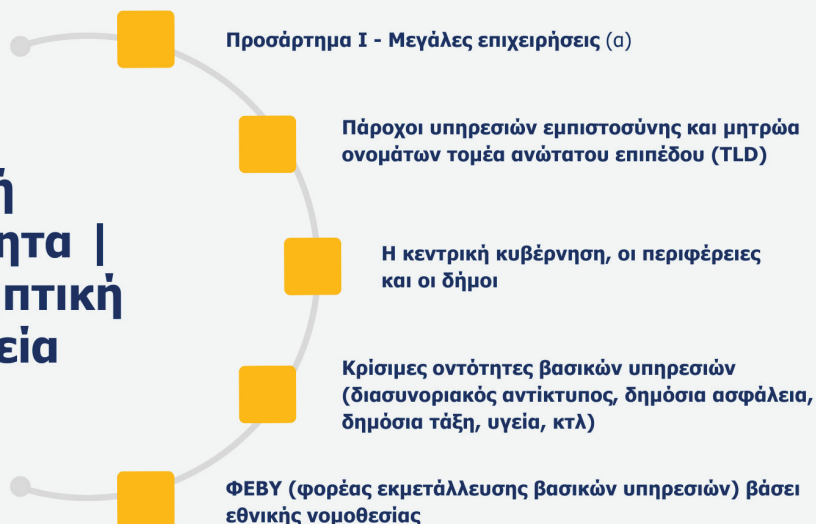 Προσάρτημα Ι - Μεγάλες επιχειρήσεις (α)
Πάροχοι υπηρεσιών εμπιστοσύνης και μητρώα
ονομάτων τομέα ανώτατου επιπέδου (TLD)
ή
ητα |
πτική
εία
Η κεντρική κυβέρνηση, οι περιφέρειες
και οι δήμοι
Κρίσιμες οντότητες βασικών υπηρεσιών
(διασυνοριακός αντίκτυπος, δημόσια ασφάλεια,
δημόσια τάξη, υγεία, κτλ)
ΦΕΒΥ (φορέας εκμετάλλευσης βασικών υπηρεσιών) βάσει
εθνικής νομοθεσίας